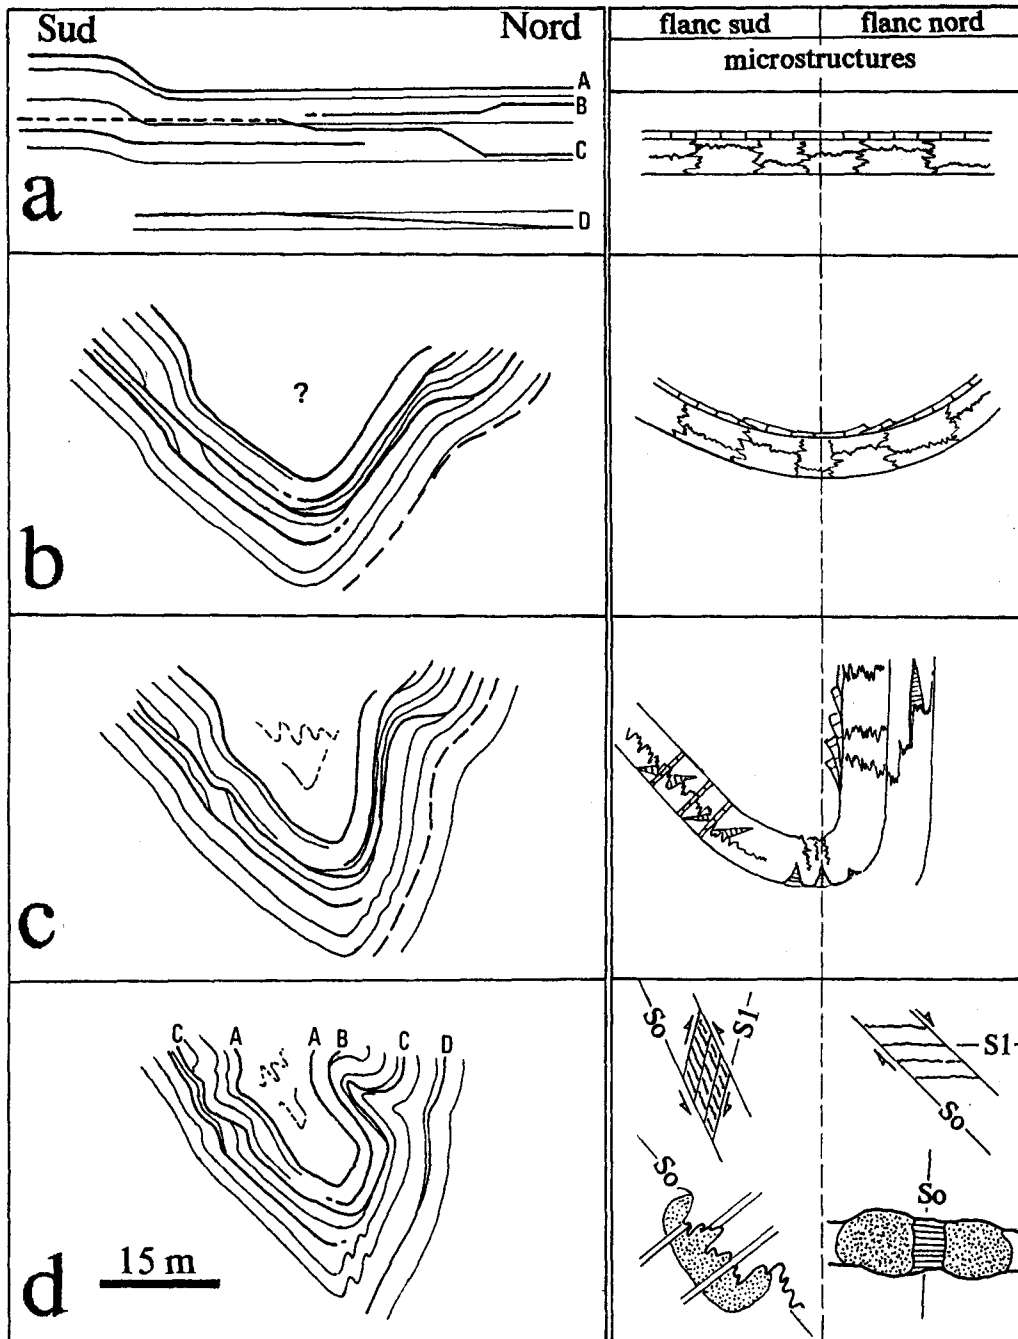 Sud
Nord
flanc sud
flanc nord
microstructures
A
B
C
D
a
?
b
c
C A A B C D
So
S1
S1
So
So
So
15 m
d